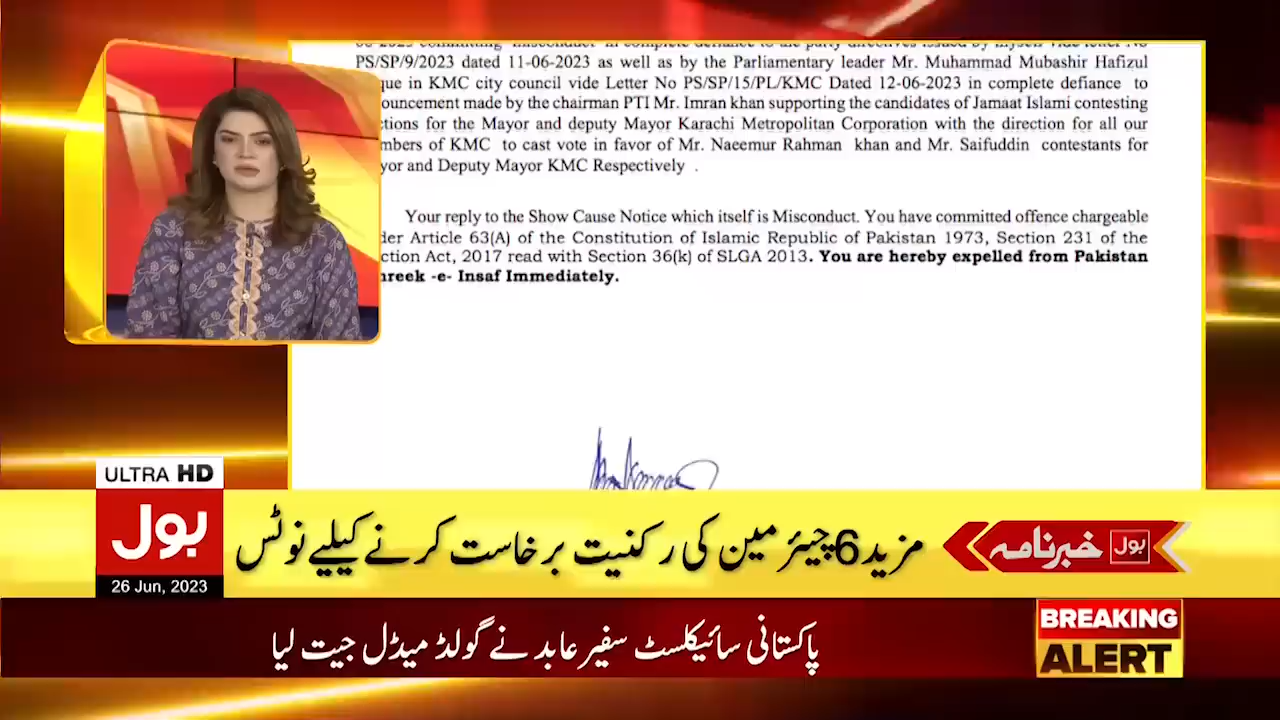 PS/SP/9/2023 dated 11-06-2023 as well as by the Parliamentary leader Mr. Muhammad Mubashir Hafizul
que in KMC city council vide Letter No PS/SP/15/PL/KMC Dated 12-06-2023 in complete defiance to
ouncement made by the chairman PTI Mr. Imran khan supporting the candidates of Jamaat Islami contesting
ctions for the Mayor and deputy Mayor Karachi Metropolitan Corporation with the direction for all our
mbers of KMC to cast vote in favor of Mr. Naeemur Rahman khan and Mr. Saifuddin contestants for
yor and Deputy Mayor KMC Respectively .
Your reply to the Show Cause Notice which itself is Misconduct. You have committed offence chargeable
der Article 63(A) of the Constitution of Islamic Republic of Pakistan 1973, Section 231 of the
ction Act, 2017 read with Section 36(k) of SLGA 2013. You are hereby expelled from Pakistan
hreek -e- Insaf Immediately.
ULTRA HD
بول
26 Jun, 2023
مزید 6 چیئرمین کی رکنیت برخاست کرنے کیلیے نوٹس
بول خبرنامہ
پاکستانی سائیکلسٹ سفیر عابد نے گولڈ میڈل جیت لیا
BREAKING
ALERT